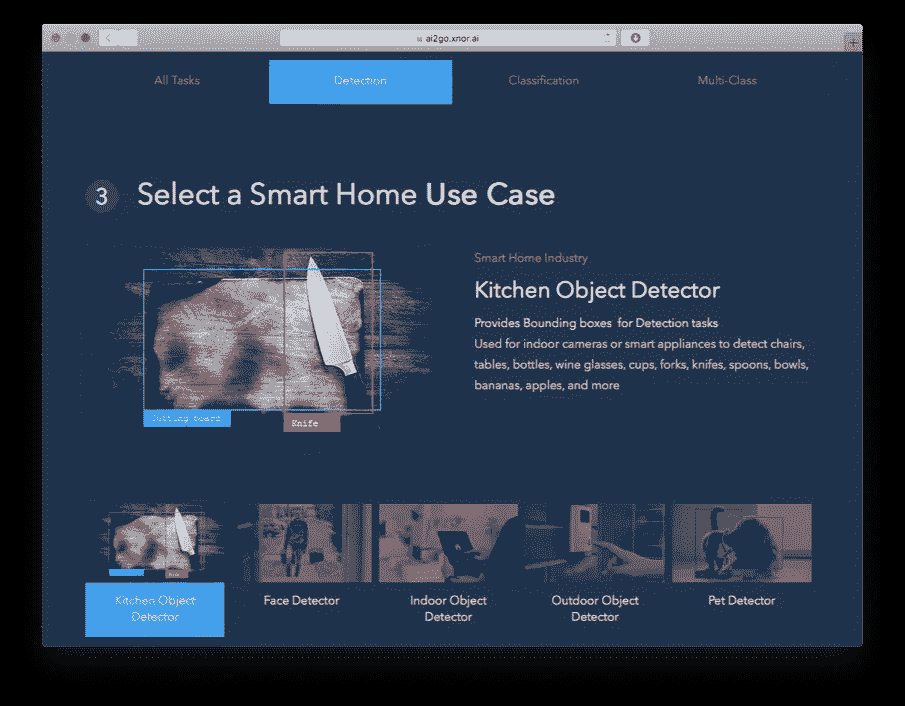 ai2go.xnor.ai
All Tasks
Detection
Classification
Multi-Class
3 Select a Smart Home Use Case
Smart Home Industry
Kitchen Object Detector
Provides Bounding boxes for Detection tasks
Used for indoor cameras or smart appliances to detect chairs,
tables, bottles, wine glasses, cups, forks, knifes, spoons, bowls,
bananas, apples, and more
Cutting board
Knife
Kitchen Object
Detector
Face Detector
Indoor Object
Detector
Outdoor Object
Detector
Pet Detector